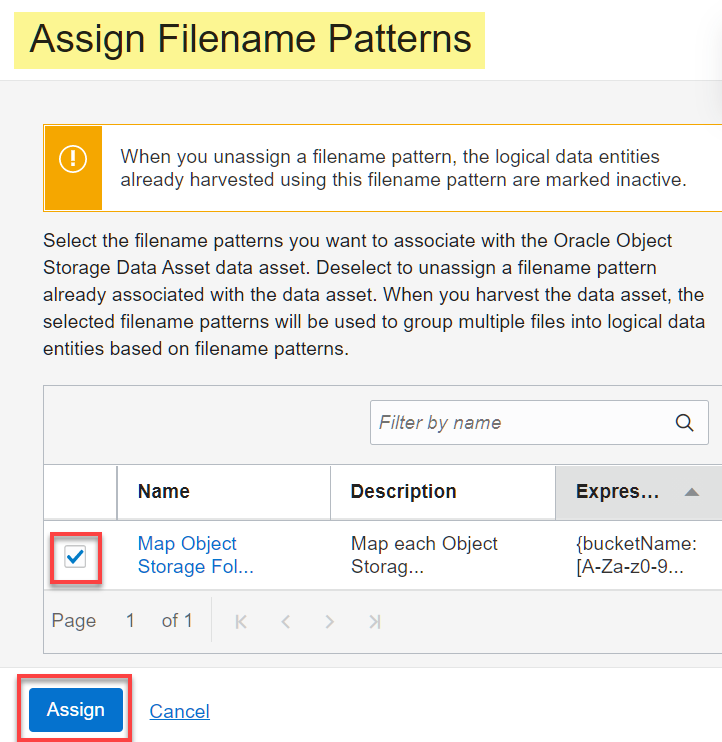 Assign Filename Patterns
When you unassign a filename pattern, the logical data entities
already harvested using this filename pattern are marked inactive.
Select the filename patterns you want to associate with the Oracle Object
Storage Data Asset data asset. Deselect to unassign a filename pattern
already associated with the data asset. When you harvest the data asset, the
selected filename patterns will be used to group multiple files into logical data
entities based on filename patterns.
Filter by name
Name Description Expres...
Map Object Map each Object {bucketName:
Storage Fol... Storag... [A-Za-z0-9...
Page 1 of 1
Assign Cancel